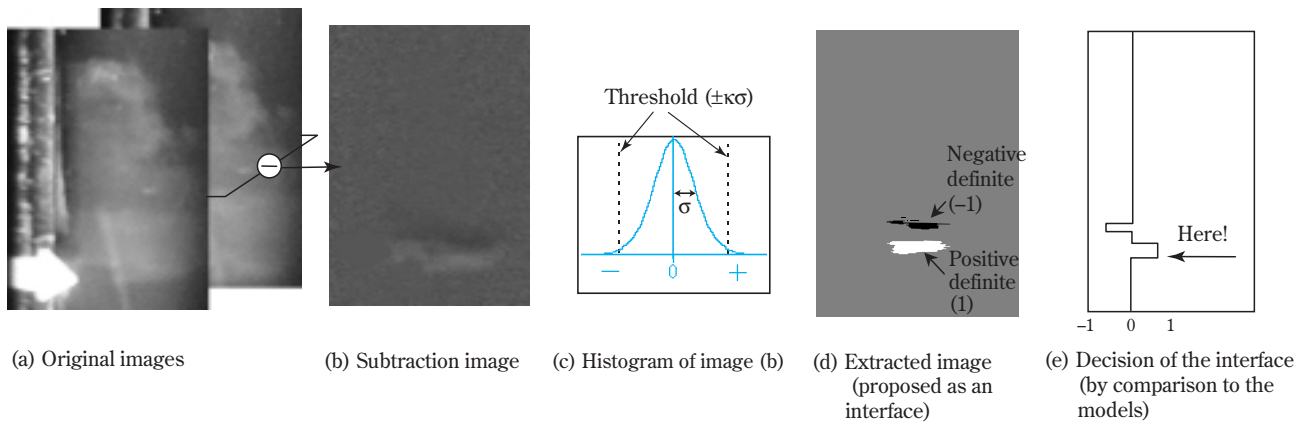 Threshold (±κσ)
σ
− 0 +
Negative
definite
(−1)
Positive
definite
(1)
Here!
−1 0 1
(a) Original images
(b) Subtraction image
(c) Histogram of image (b)
(d) Extracted image
(proposed as an
interface)
(e) Decision of the interface
(by comparison to the
models)